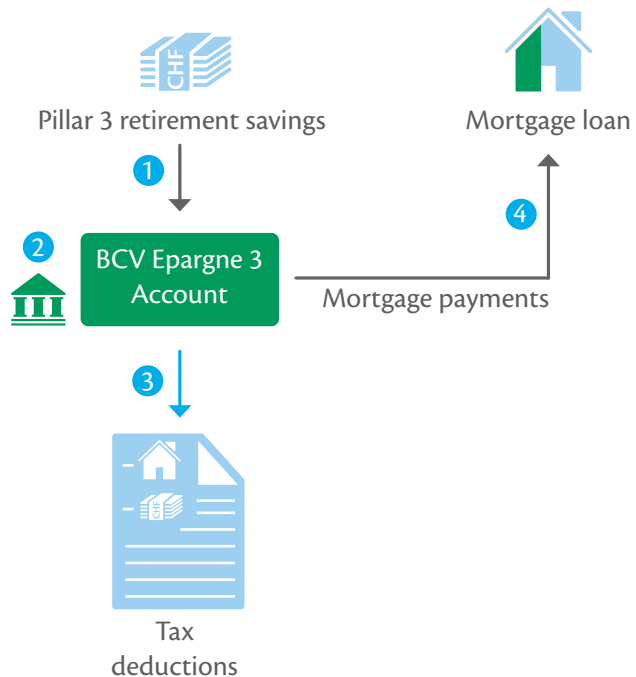 CHF
Pillar 3 retirement savings
Mortgage loan
1
4
2
BCV Epargne 3
Account
Mortgage payments
3
CHF
Tax
deductions